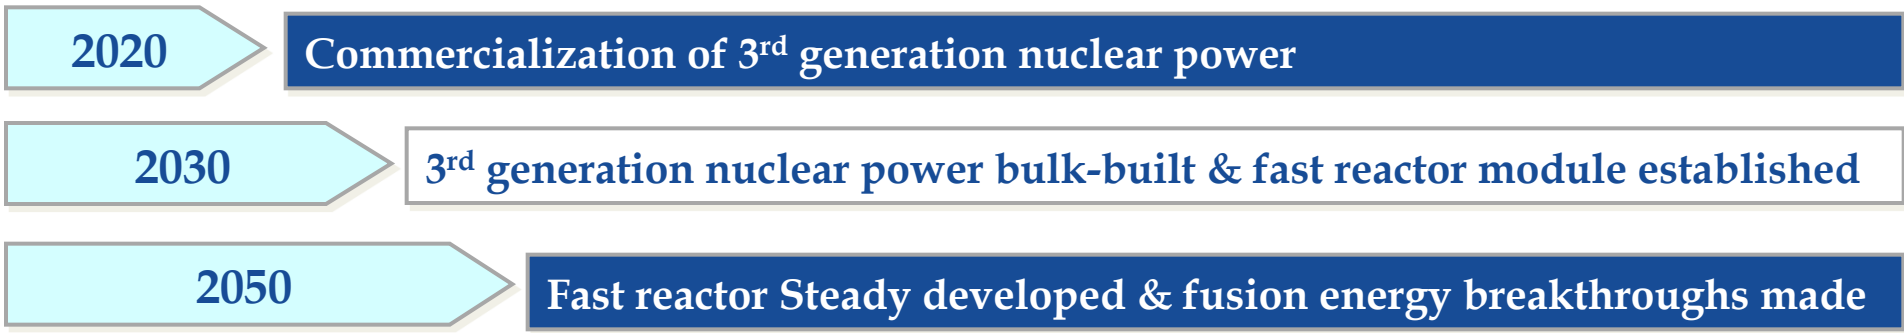 2020
Commercialization of 3rd generation nuclear power
2030
3rd generation nuclear power bulk-built & fast reactor module established
2050
Fast reactor Steady developed & fusion energy breakthroughs made